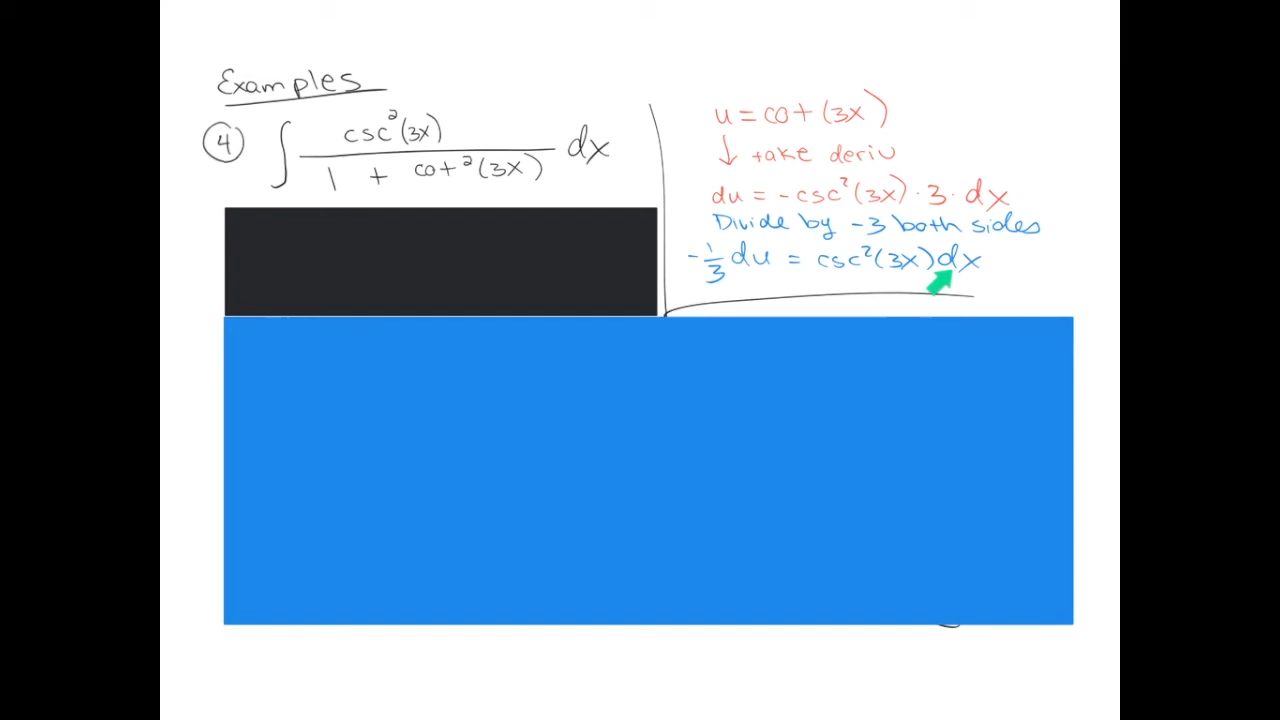 Examples
④ ∫ csc²(3x) / (1 + cot²(3x)) dx
u = cot(3x)
↓ take deriv
du = -csc²(3x) · 3 · dx
Divide by -3 both sides
-1/3 du = csc²(3x) dx